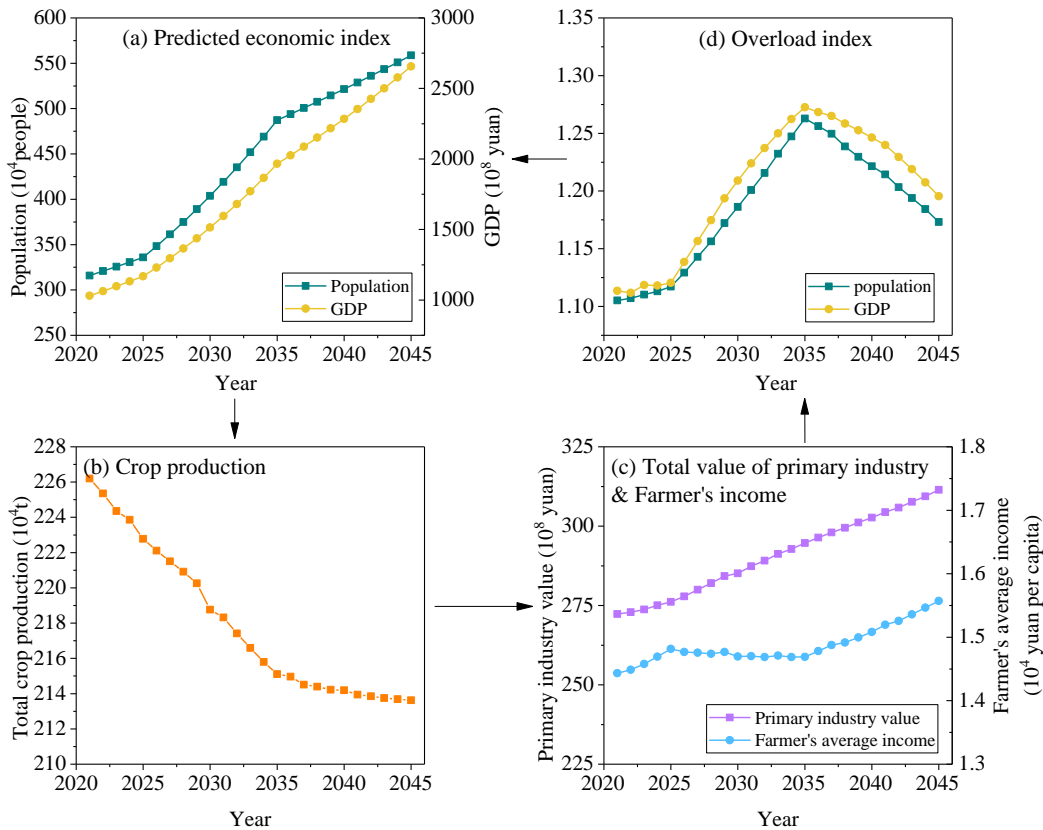 (a) Predicted economic index
600
550
500
450
400
350
300
250
3000
2500
2000
1500
1000
Population (10⁴people)
GDP (10⁸ yuan)
Population
GDP
2020 2025 2030 2035 2040 2045
Year
(d) Overload index
1.35
1.30
1.25
1.20
1.15
1.10
population
GDP
2020 2025 2030 2035 2040 2045
Year
(b) Crop production
228
226
224
222
220
218
216
214
212
210
Total crop production (10⁴t)
2020 2025 2030 2035 2040 2045
Year
(c) Total value of primary industry
& Farmer's income
325
300
275
250
225
1.8
1.7
1.6
1.5
1.4
1.3
Primary industry value (10⁸ yuan)
Farmer's average income
(10⁴ yuan per capita)
Primary industry value
Farmer's average income
2020 2025 2030 2035 2040 2045
Year